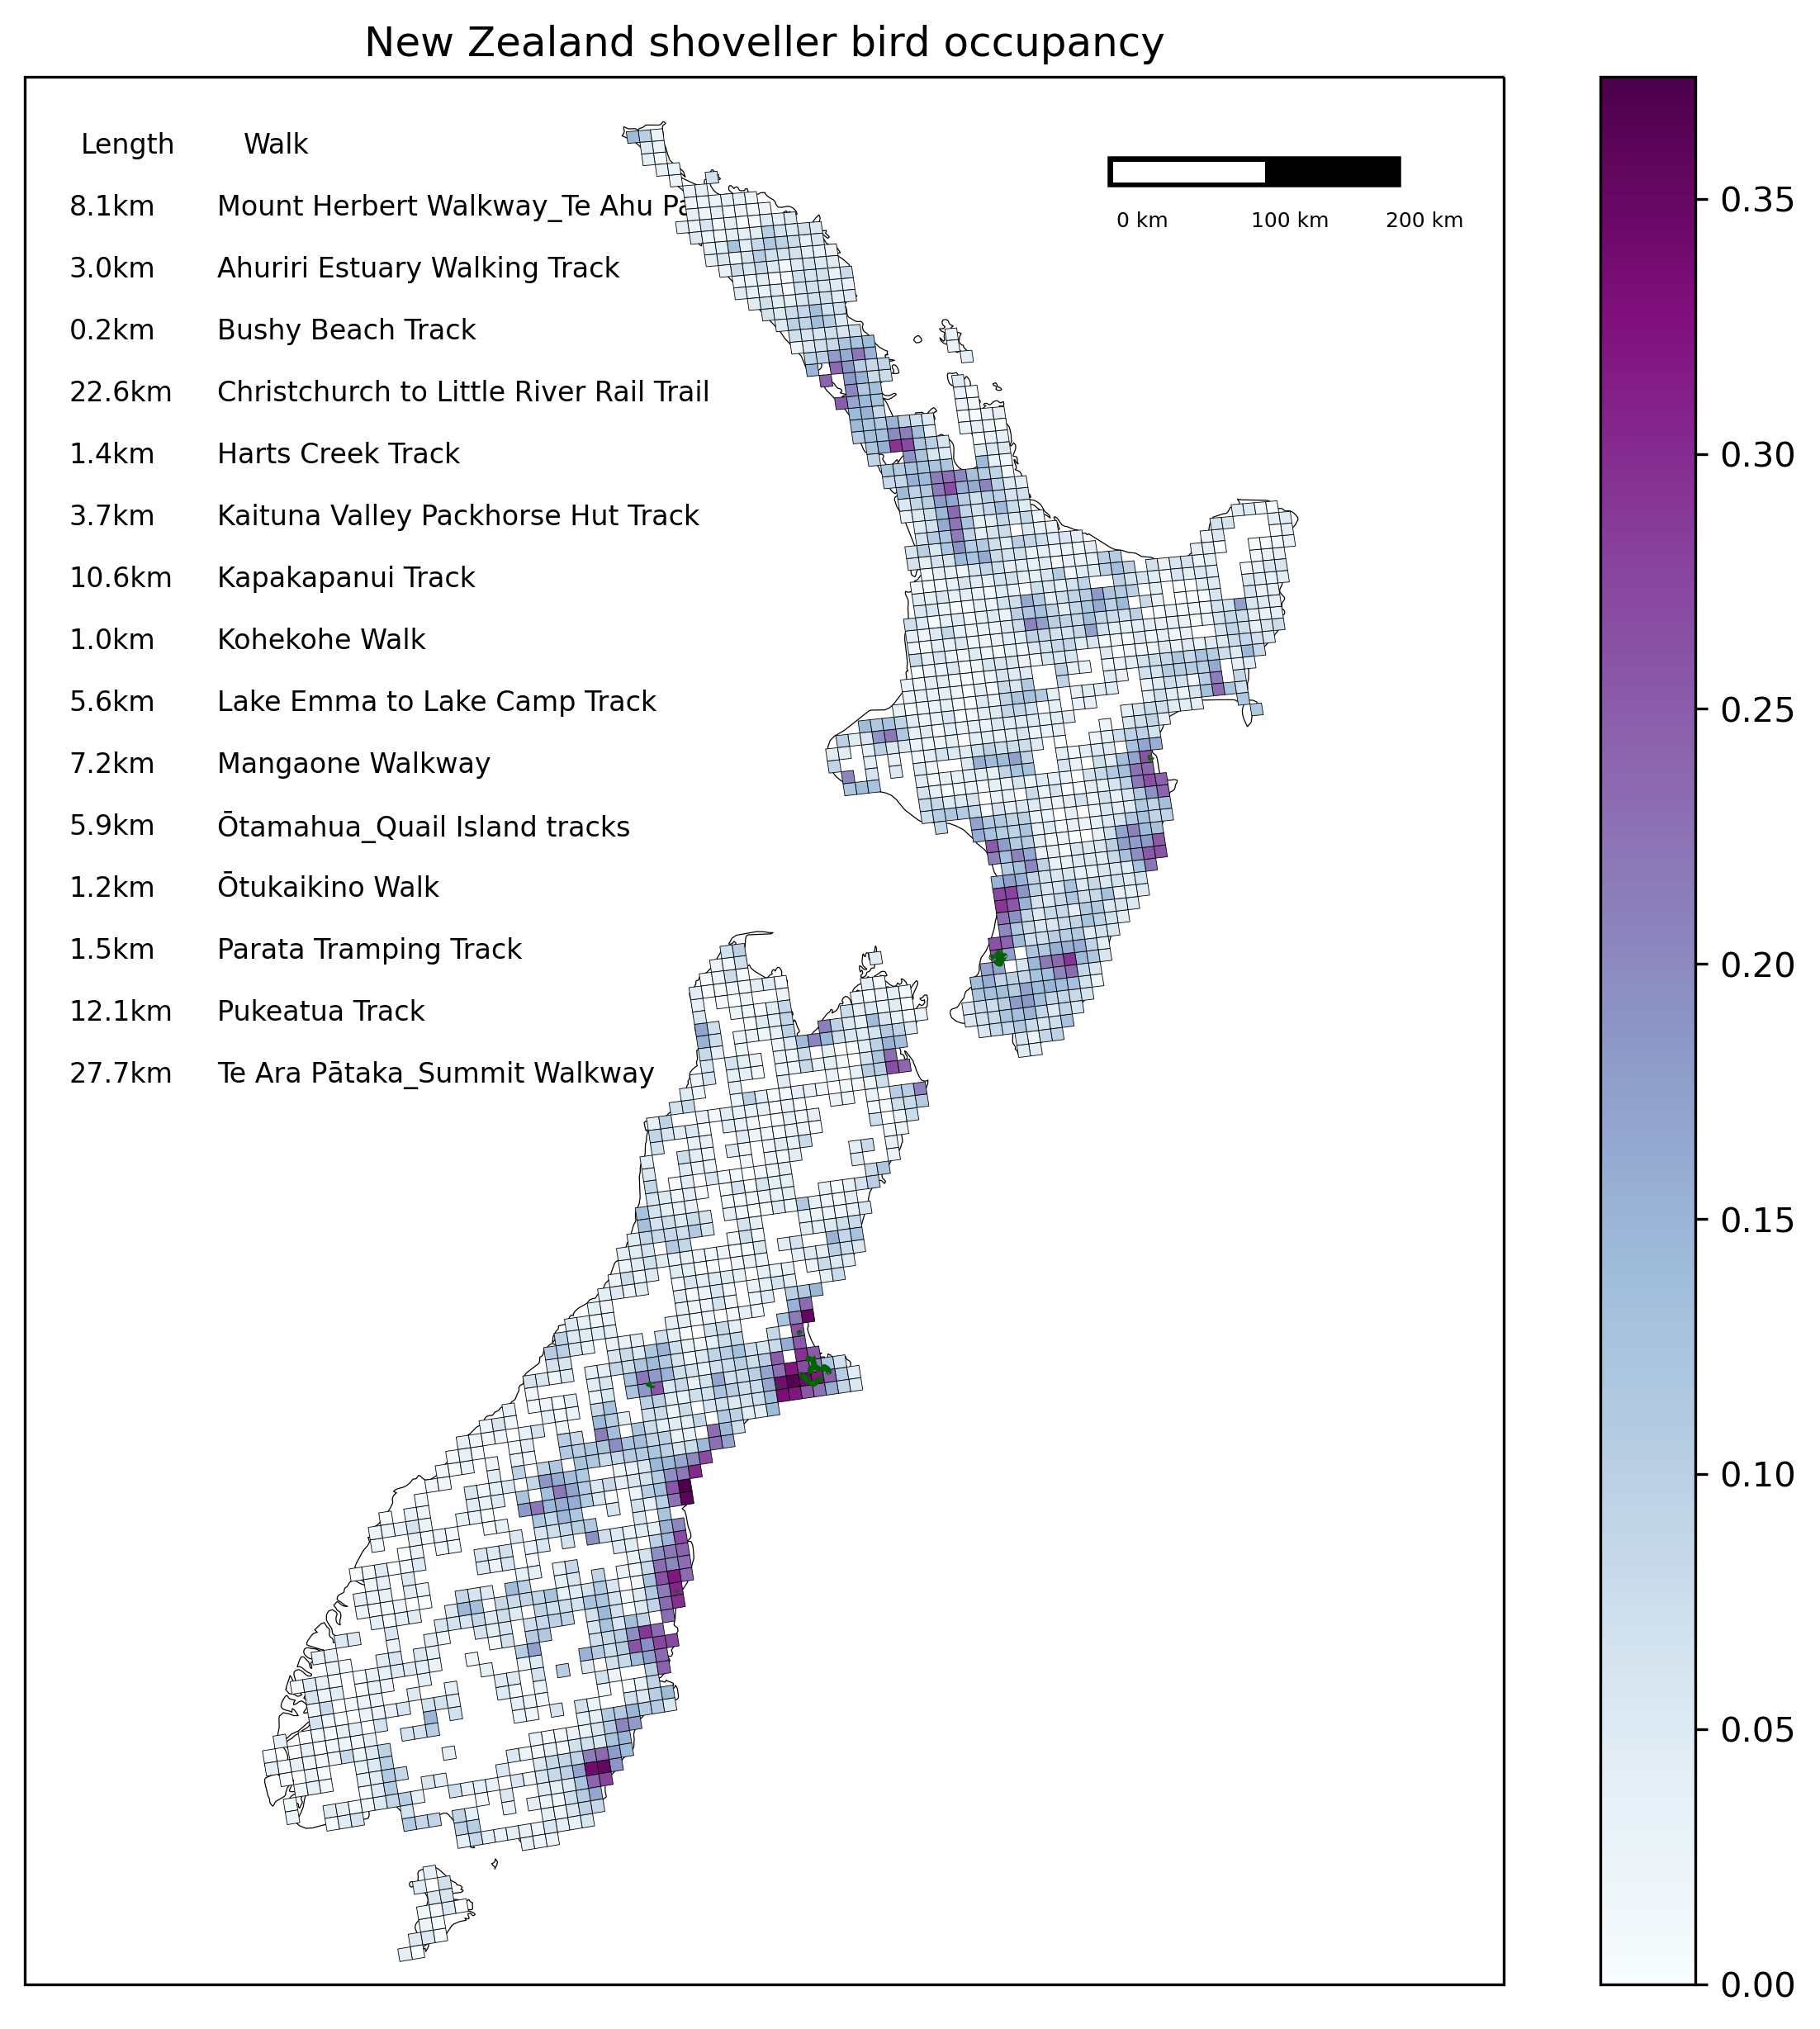 New Zealand shoveller bird occupancy
Length Walk
8.1km Mount Herbert Walkway_Te Ahu
3.0km Ahuriri Estuary Walking Track
0.2km Bushy Beach Track
22.6km Christchurch to Little River Rail Trail
1.4km Harts Creek Track
3.7km Kaituna Valley Packhorse Hut Track
10.6km Kapakapanui Track
1.0km Kohekohe Walk
5.6km Lake Emma to Lake Camp Track
7.2km Mangaone Walkway
5.9km Ōtamahua_Quail Island tracks
1.2km Ōtukaikino Walk
1.5km Parata Tramping Track
12.1km Pukeatua Track
27.7km Te Ara Pātaka_Summit Walkway
0 km 100 km 200 km
0.35
0.30
0.25
0.20
0.15
0.10
0.05
0.00